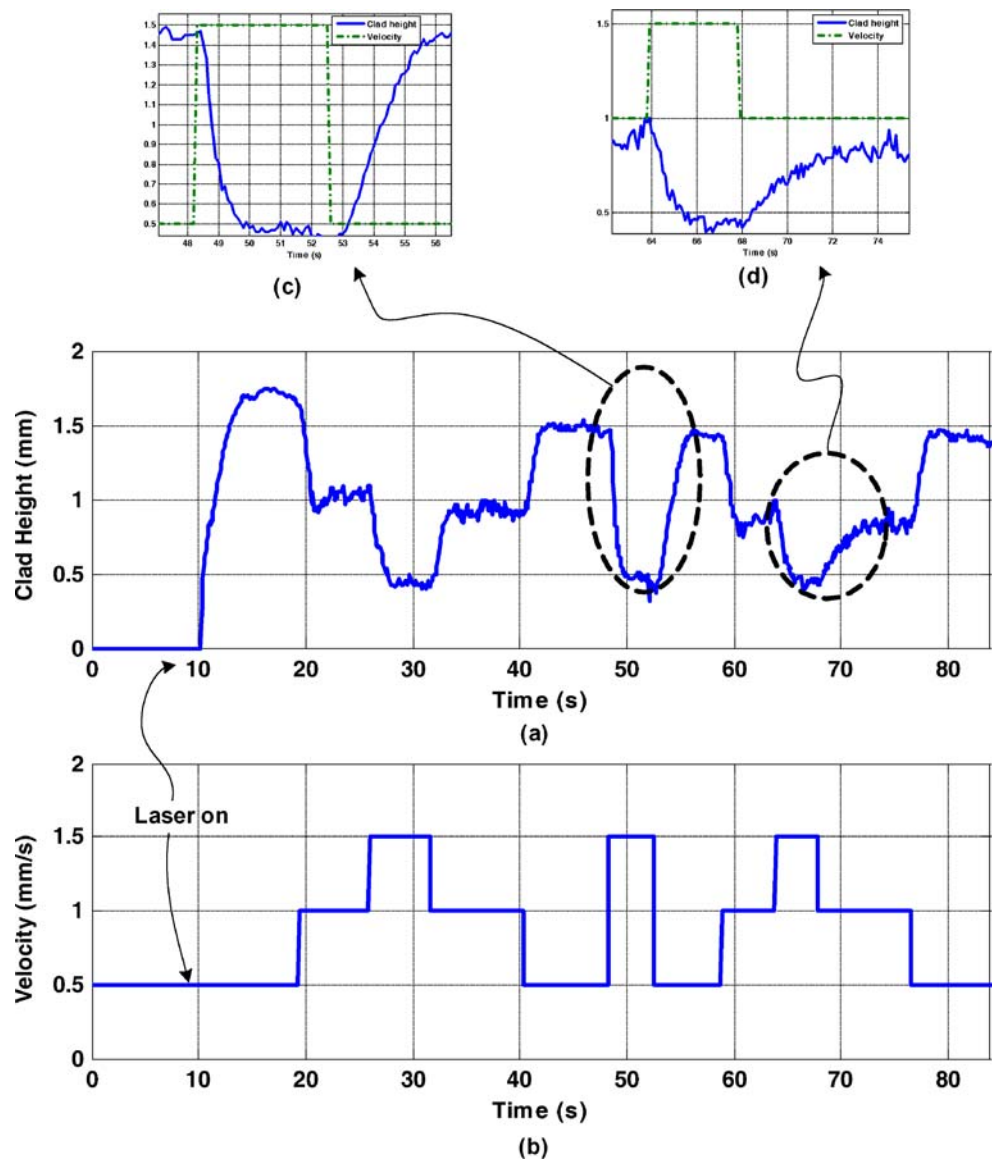 1.5
1.4
1.3
1.2
1.1
1
0.9
0.8
0.7
0.6
0.5
Clad height
Velocity
48 49 50 51 52 53 54 55 56
Time (s)
(c)
1.5
1
0.5
Clad height
Velocity
64 66 68 70 72 74
Time (s)
(d)
Clad Height (mm)
2
1.5
1
0.5
0
0 10 20 30 40 50 60 70 80
Time (s)
(a)
Laser on
Velocity (mm/s)
2
1.5
1
0.5
0
0 10 20 30 40 50 60 70 80
Time (s)
(b)